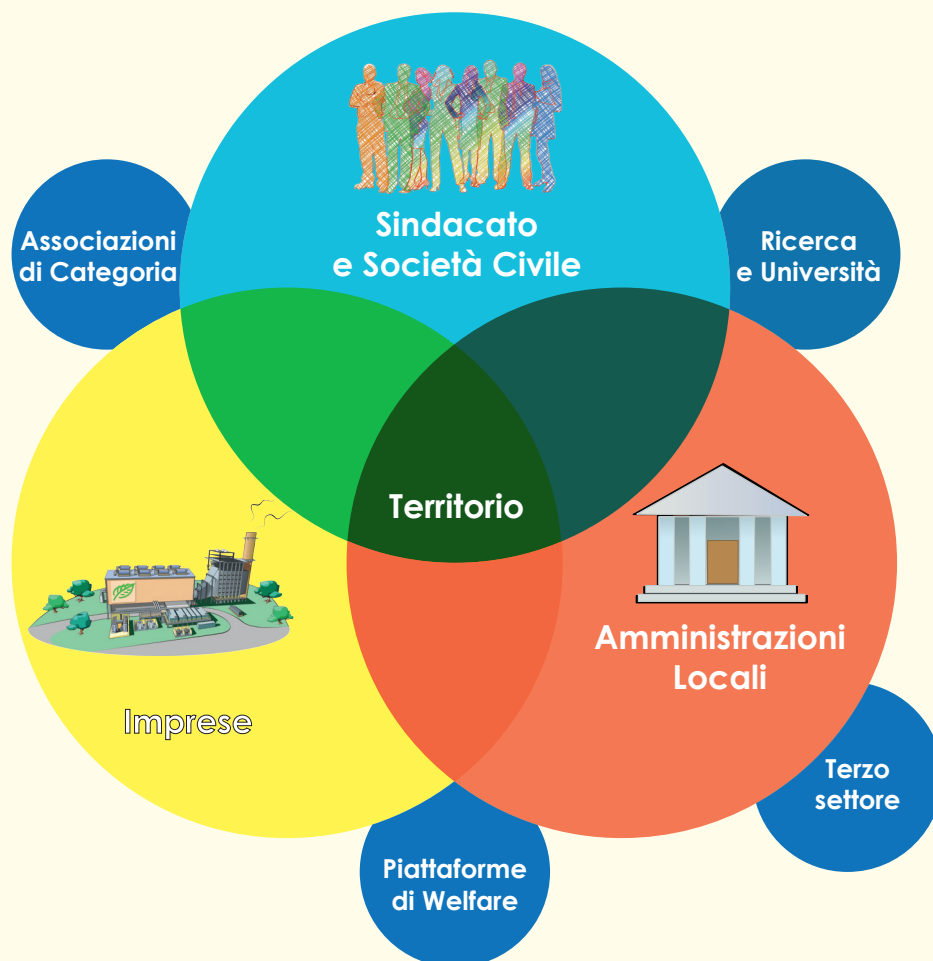 Sindacato
e Società Civile
Associazioni
di Categoria
Ricerca
e Università
Territorio
Amministrazioni
Locali
Imprese
Terzo
settore
Piattaforme
di Welfare